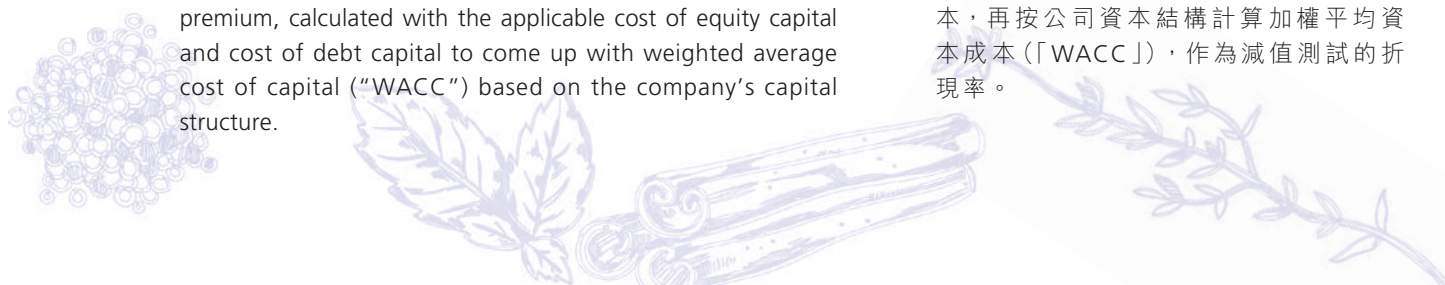 premium, calculated with the applicable cost of equity capital
and cost of debt capital to come up with weighted average
cost of capital (“WACC”) based on the company’s capital
structure.
本，再按公司資本結構計算加權平均資
本成本(「WACC」)，作為減值測試的折
現率。